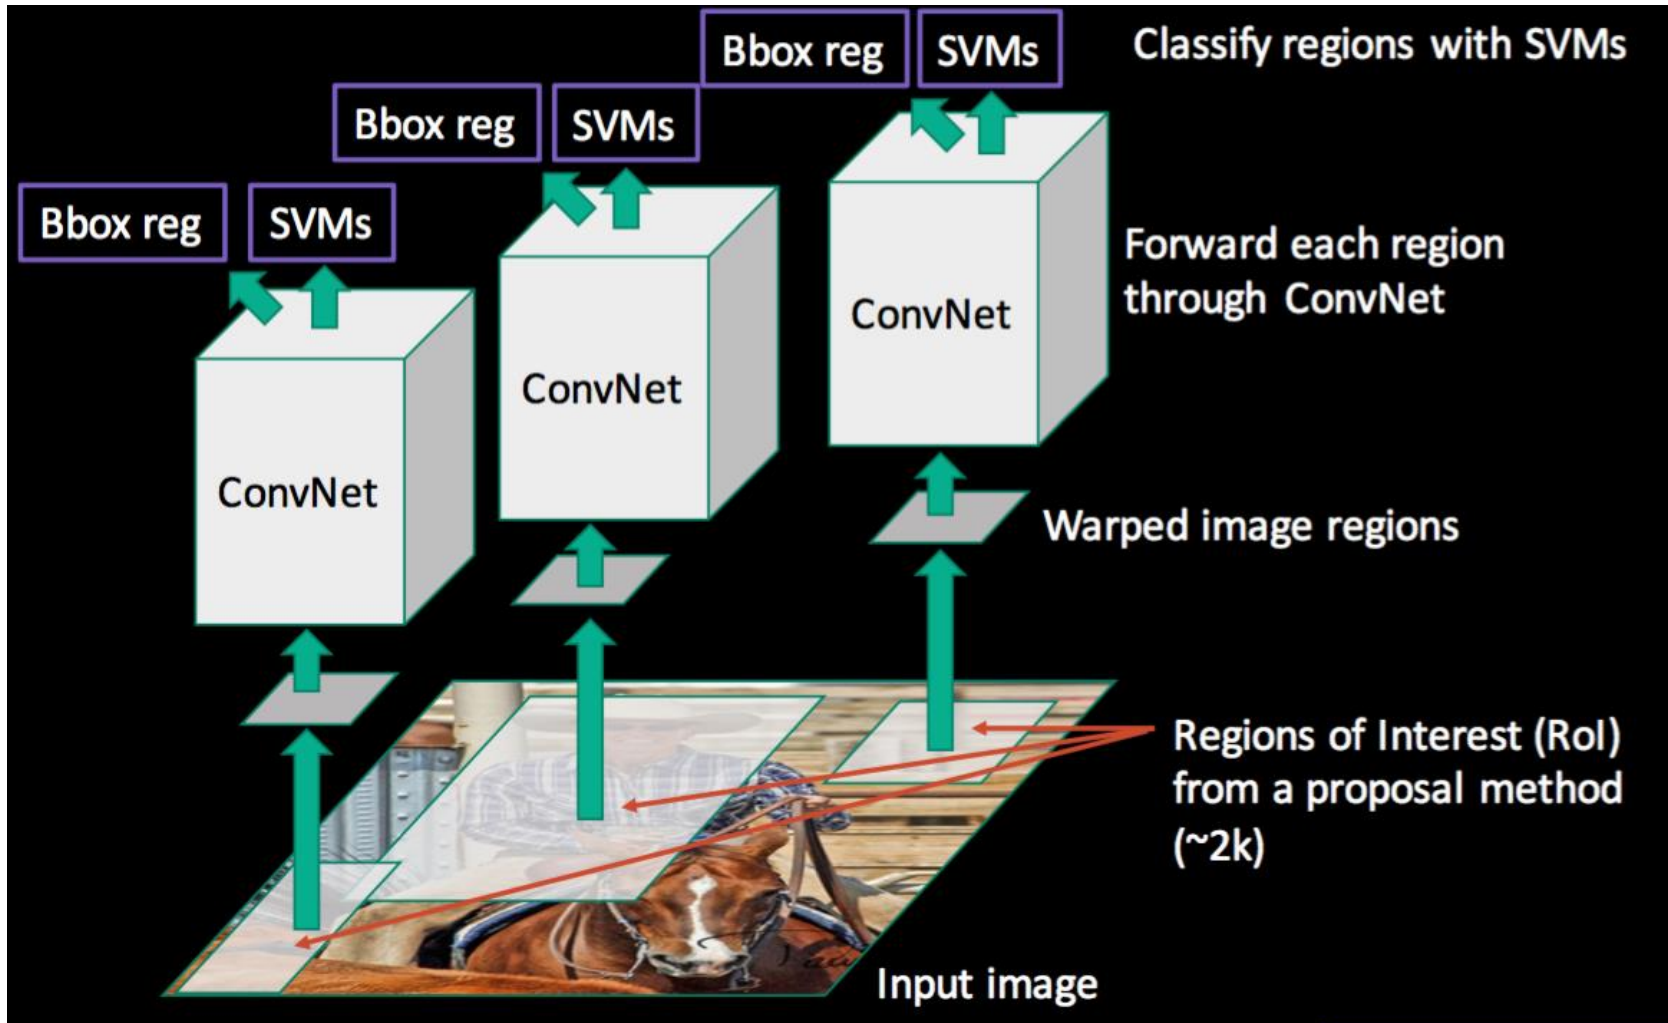 Bbox reg
SVMs
Classify regions with SVMs
Bbox reg
SVMs
Bbox reg
SVMs
Forward each region
through ConvNet
ConvNet
ConvNet
ConvNet
Warped image regions
Regions of Interest (RoI)
from a proposal method
(~2k)
Input image